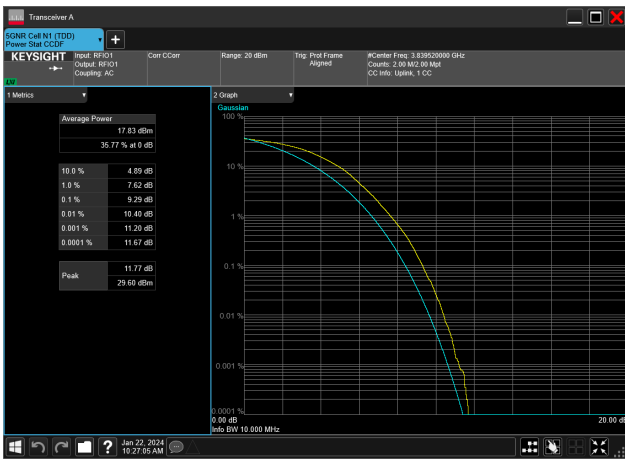 Transceiver A
5GNR Cell N1 (TDD)
Power Stat CCDF
KEYSIGHT
Input: RFIO1
Output: RFIO1
Coupling: AC
Corr CCorr
Range: 20 dBm
Trig: Prot Frame
Aligned
#Center Freq: 3.839520000 GHz
Counts: 2.00 M/2.00 Mpt
CC Info: Uplink, 1 CC
1 Metrics
Average Power
17.83 dBm
35.77 % at 0 dB
10.0 % 4.89 dB
1.0 % 7.62 dB
0.1 % 9.29 dB
0.01 % 10.40 dB
0.001 % 11.20 dB
0.0001 % 11.67 dB
Peak
11.77 dB
29.60 dBm
2 Graph
Gaussian
100 %
10 %
1 %
0.1 %
0.01 %
0.001 %
0.0001 %
0.00 dB
20.00 dB
Info BW 10.000 MHz
Jan 22, 2024
10:27:05 AM